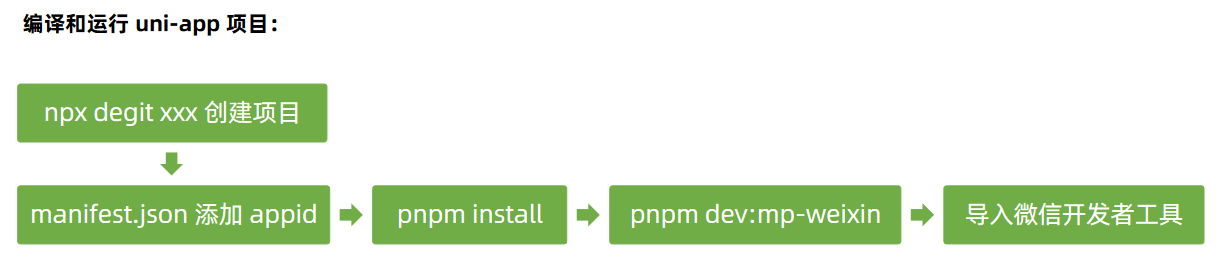 编译和运行 uni-app 项目：
npx degit xxx 创建项目
manifest.json 添加 appid
pnpm install
pnpm dev:mp-weixin
导入微信开发者工具